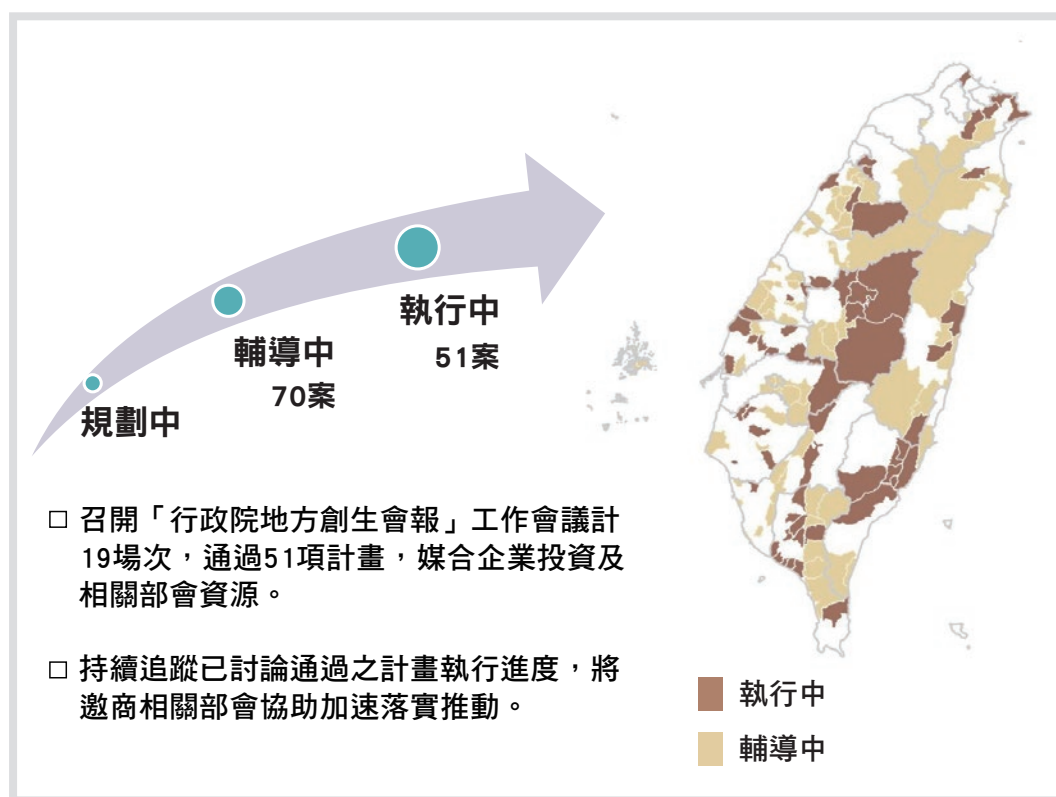 規劃中
輔導中
70案
執行中
51案
□ 召開「行政院地方創生會報」工作會議計
19場次，通過51項計畫，媒合企業投資及
相關部會資源。
□ 持續追蹤已討論通過之計畫執行進度，將
邀商相關部會協助加速落實推動。
執行中
輔導中